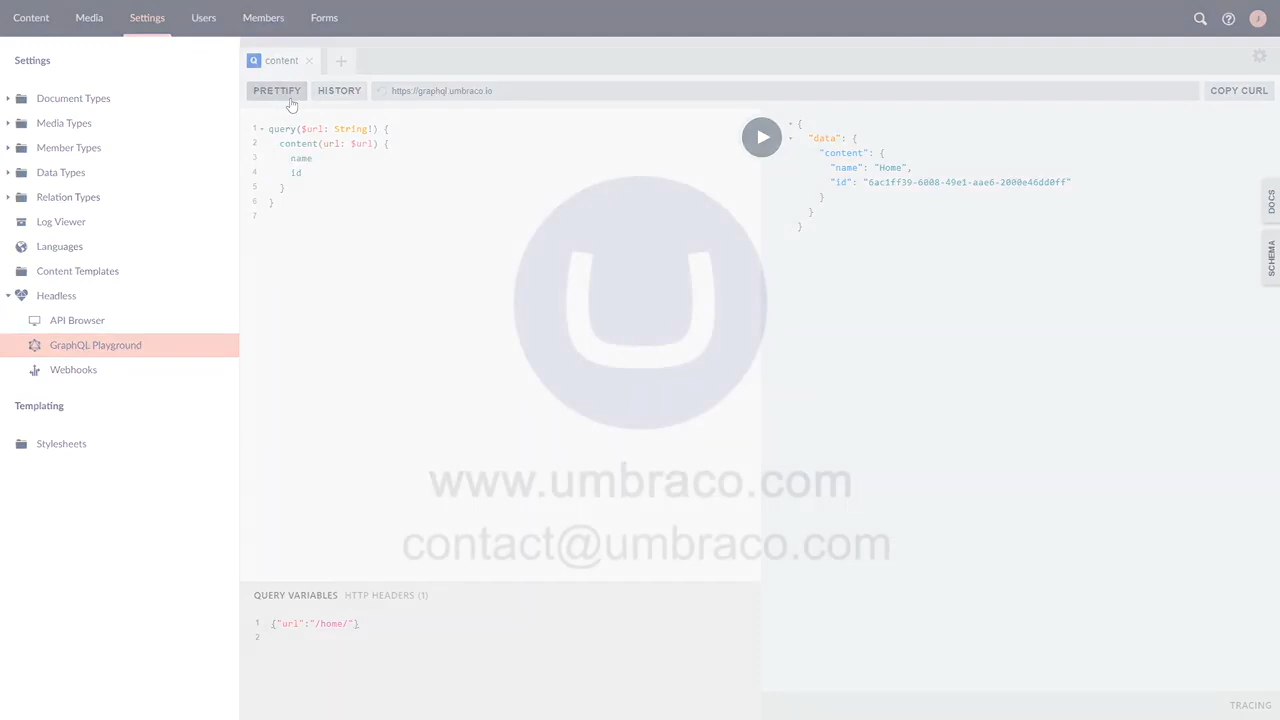 Content Media Settings Users Members Forms J
Settings
Document Types
Media Types
Member Types
Data Types
Relation Types
Log Viewer
Languages
Content Templates
Headless
API Browser
GraphQL Playground
Webhooks
Templating
Stylesheets
Q content
PRETTIFY HISTORY https://graphql.umbraco.io COPY CURL
1 query($url: String!) {
2 content(url: $url) {
3 name
4 id
5 }
6 }
7
{
"data": {
"content": {
"name": "Home",
"id": "6ac1ff39-6008-49e1-aae6-2000e46dd0ff"
}
}
}
DOCS
SCHEMA
www.umbraco.com
contact@umbraco.com
QUERY VARIABLES HTTP HEADERS (1)
1 {"url":"/home/"}
2
TRACING